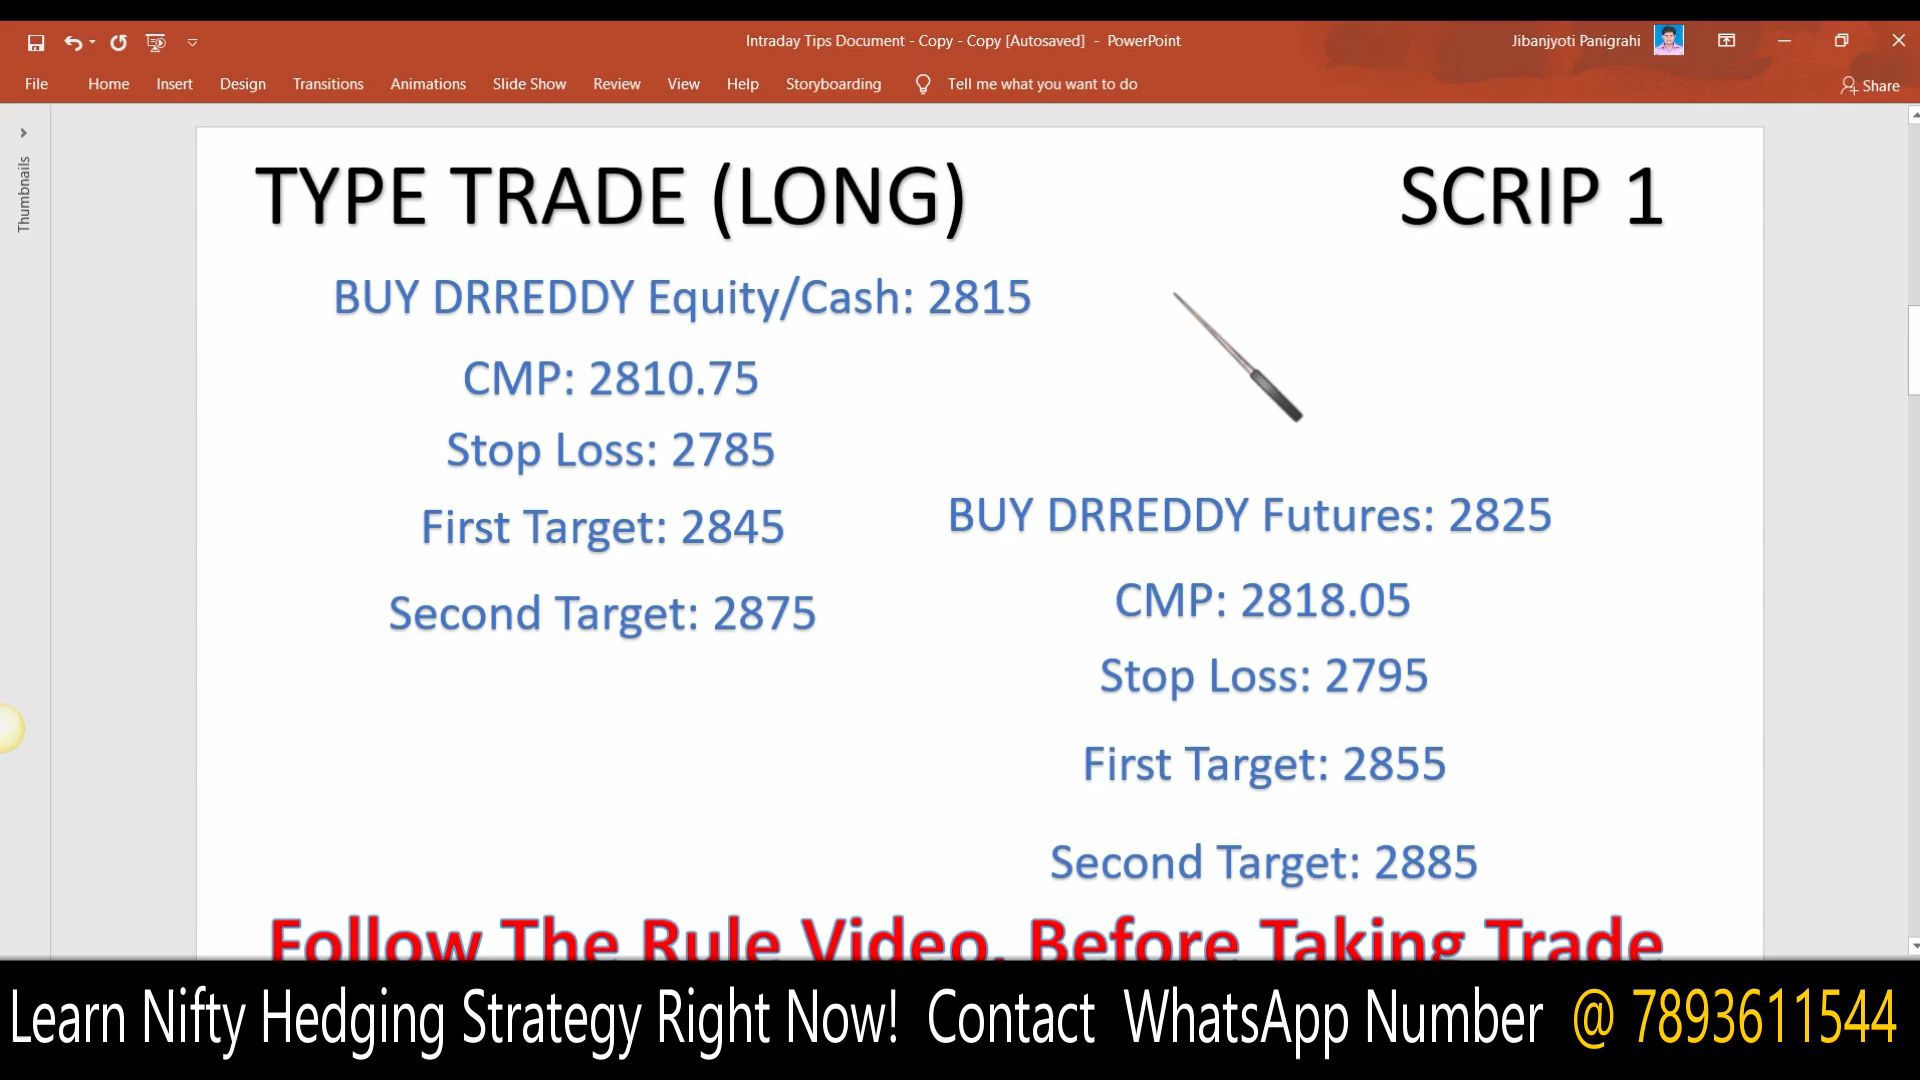 Intraday Tips Document - Copy - Copy [Autosaved] - PowerPoint
Jibanjyoti Panigrahi
File Home Insert Design Transitions Animations Slide Show Review View Help Storyboarding Tell me what you want to do
Share
Thumbnails
TYPE TRADE (LONG) SCRIP 1
BUY DRREDDY Equity/Cash: 2815
CMP: 2810.75
Stop Loss: 2785
First Target: 2845
Second Target: 2875
BUY DRREDDY Futures: 2825
CMP: 2818.05
Stop Loss: 2795
First Target: 2855
Second Target: 2885
Follow The Rule Video. Before Taking Trade
Learn Nifty Hedging Strategy Right Now! Contact WhatsApp Number @ 7893611544